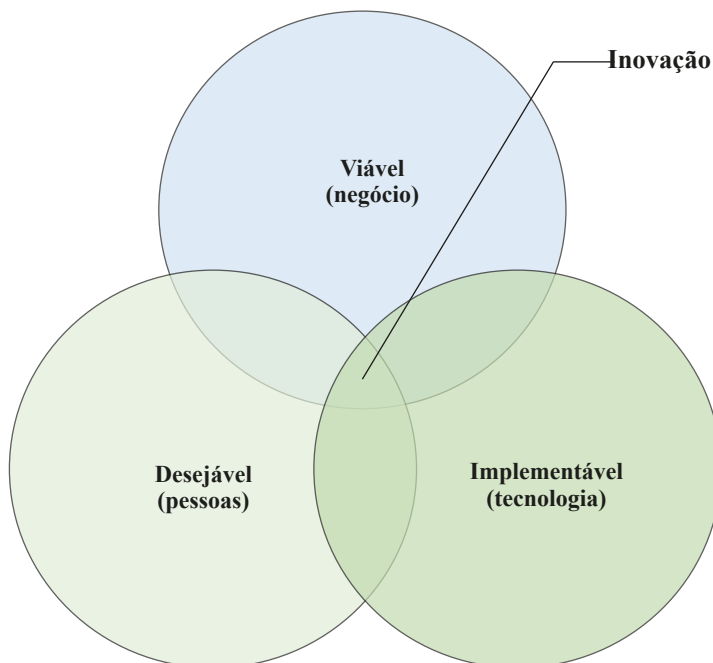 Inovação
Viável
(negócio)
Desejável
(pessoas)
Implementável
(tecnologia)